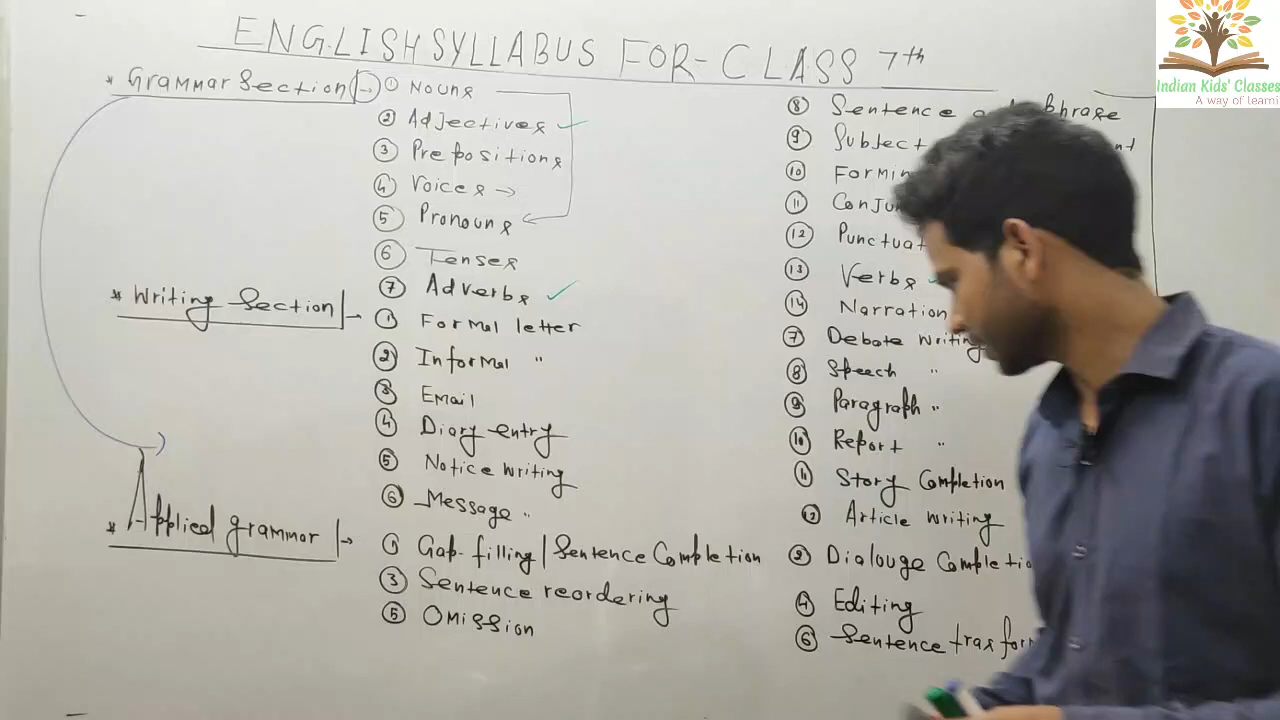 ENGLISH SYLLABUS FOR- CLASS 7th
* Grammar Section → ① Nouns
② Adjectives ✓
③ Prepositions
④ Voices →
⑤ Pronouns
⑥ Tenses
⑦ Adverbs ✓
⑧ Sentence Phrase
⑨ Subject
⑩
⑪
⑫
⑬ Verbs
⑭ Narration
* Writing Section → ① Formal letter
② Informal "
③ Email
④ Diary entry
⑤ Notice writing
⑥ Message "
⑦ Debate writing
⑧ Speech "
⑨ Paragraph "
⑩ Report "
⑪ Story Completion
⑫ Article writing
* Applied grammar → ① Gap-filling / Sentence Completion ② Dialouge
③ Sentence reordering ④ Editing
⑤ Omission ⑥ Sentence
Indian Kids' Classes
A way of learni